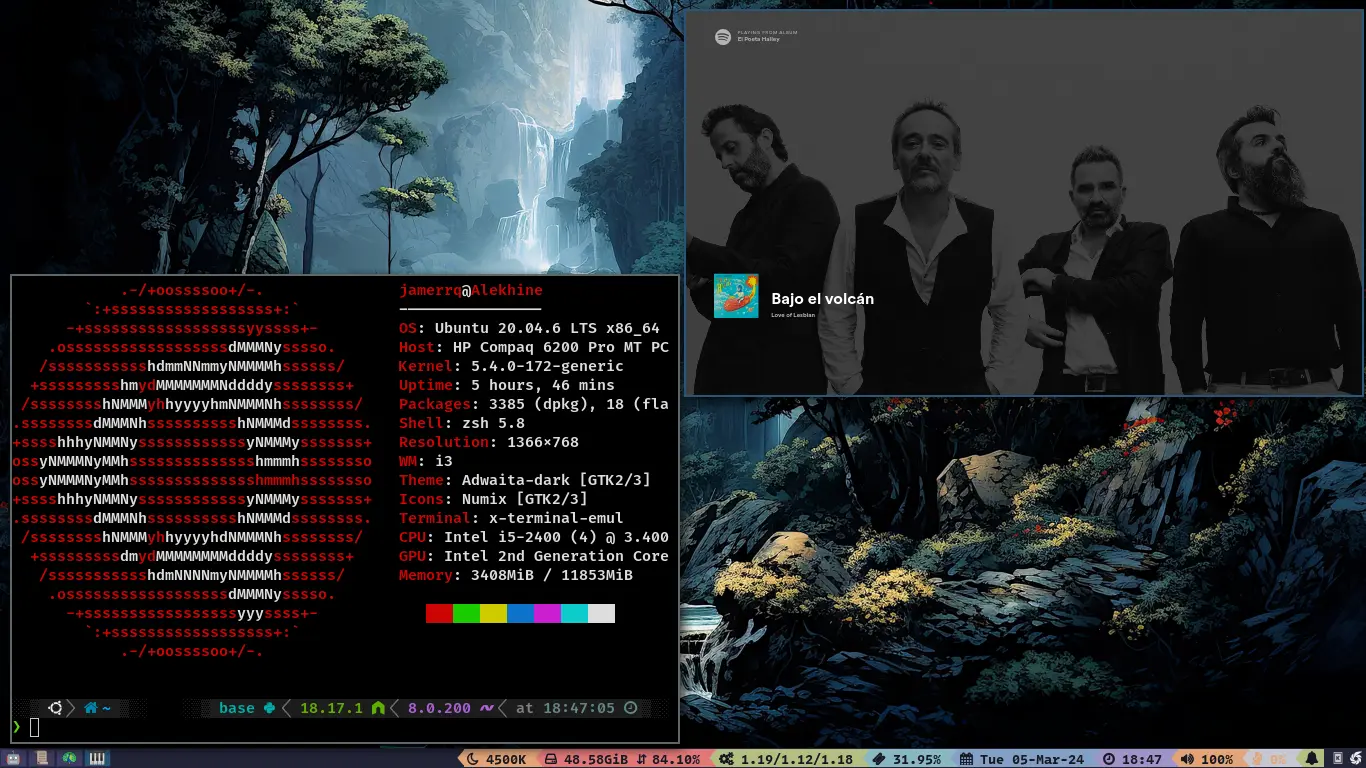 PLAYING FROM ALBUM
El Poeta Halley
Bajo el volcán
Love of Lesbian
.-/+oossssoo+/-.
`:+ssssssssssssssssss+:`
-+ssssssssssssssssssyyssss+-
.ossssssssssssssssssdMMMNysssso.
/ssssssssssshdmmNNmmyNMMMMhssssss/
+ssssssssshmydMMMMMMMNddddyssssssss+
/sssssssshNMMMyhhyyyyhmNMMMNhssssssss/
.ssssssssdMMMNhsssssssssshNMMMdssssssss.
+sssshhhyNMMNyssssssssssssyNMMMysssssss+
ossyNMMMNyMMhsssssssssssssshmmmhssssssso
ossyNMMMNyMMhsssssssssssssshmmmhssssssso
+sssshhhyNMMNyssssssssssssyNMMMysssssss+
.ssssssssdMMMNhsssssssssshNMMMdssssssss.
/sssssssshNMMMyhhyyyyhdNMMMNhssssssss/
+sssssssssdmydMMMMMMMMddddyssssssss+
/ssssssssssshdmNNNNmyNMMMMhssssss/
.ossssssssssssssssssdMMMNysssso.
-+sssssssssssssssssyyyssss+-
`:+ssssssssssssssssss+:`
.-/+oossssoo+/-.
jamerrq@Alekhine
OS: Ubuntu 20.04.6 LTS x86_64
Host: HP Compaq 6200 Pro MT PC
Kernel: 5.4.0-172-generic
Uptime: 5 hours, 46 mins
Packages: 3385 (dpkg), 18 (fla
Shell: zsh 5.8
Resolution: 1366×768
WM: i3
Theme: Adwaita-dark [GTK2/3]
Icons: Numix [GTK2/3]
Terminal: x-terminal-emul
CPU: Intel i5-2400 (4) @ 3.400
GPU: Intel 2nd Generation Core
Memory: 3408MiB / 11853MiB
~ base 18.17.1 8.0.200 at 18:47:05
❯
4500K 48.58GiB 84.10% 1.19/1.12/1.18 31.95% Tue 05-Mar-24 18:47 100% 0%